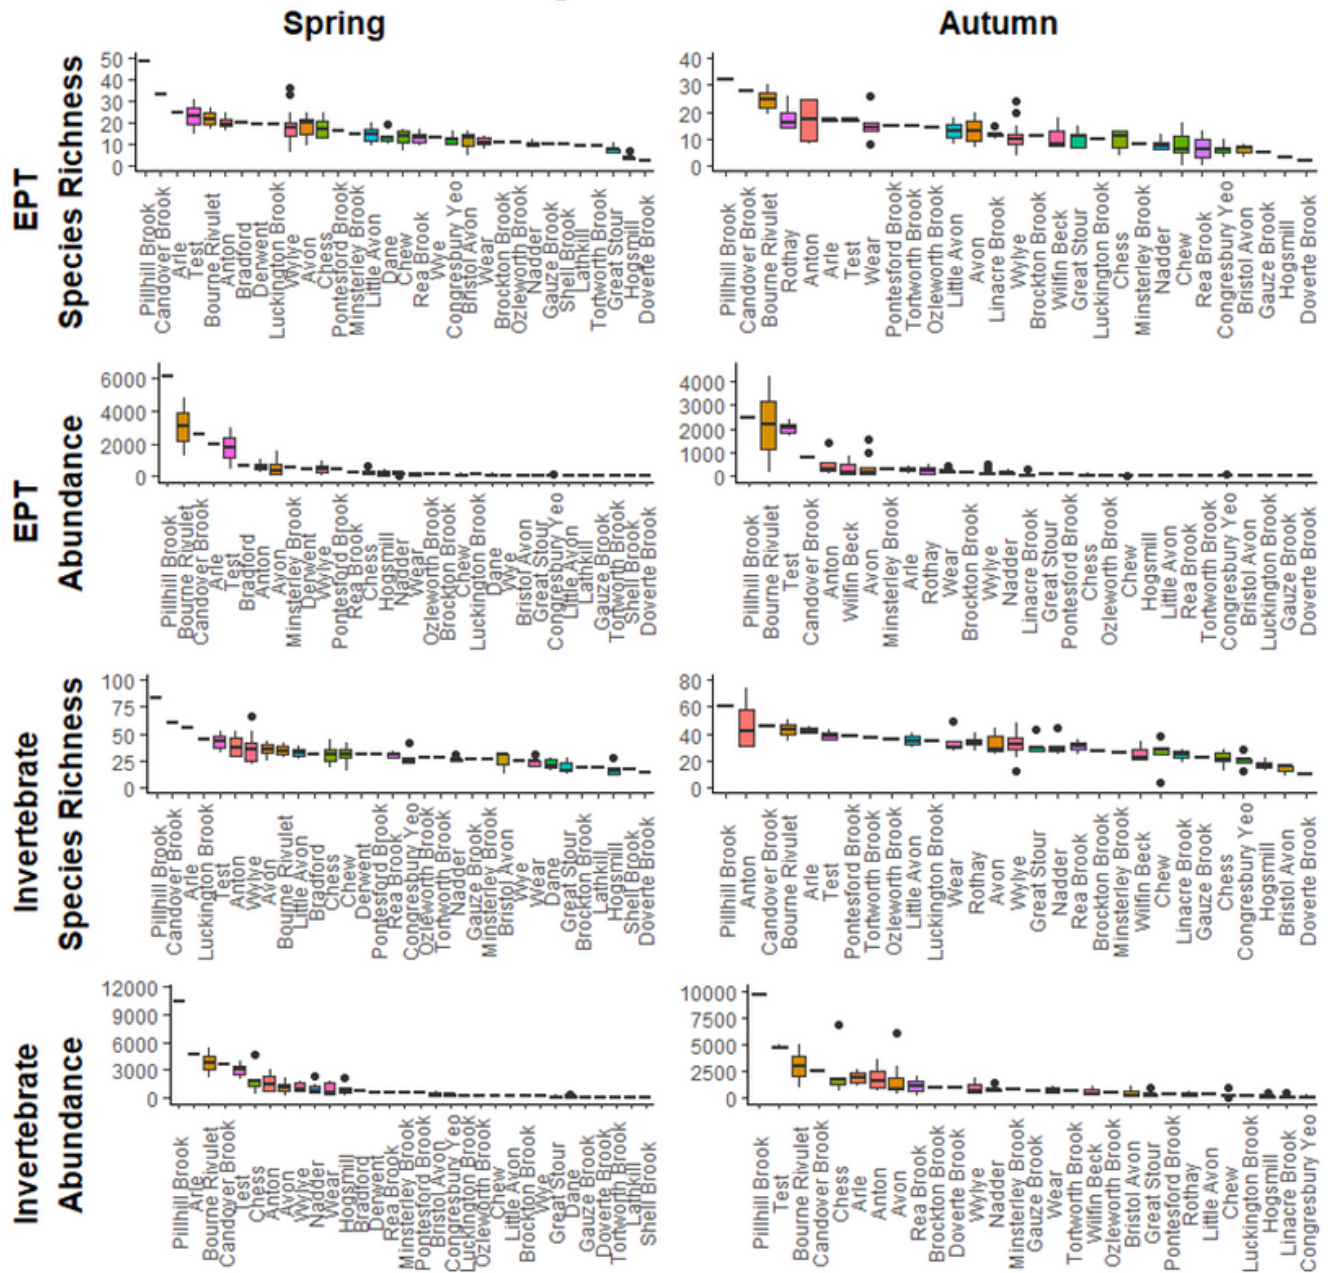 Spring
Autumn
EPT
Species Richness
50
40
30
20
10
0
Pillhill Brook
Candover Brook
Arle
Test
Bourne Rivulet
Anton
Bradford
Derwent
Luckington Brook
Wylye
Avon
Chess
Pontesford Brook
Minsterley Brook
Little Avon
Dane
Chew
Rea Brook
Wye
Congresbury Yeo
Bristol Avon
Wear
Brockton Brook
Ozleworth Brook
Nadder
Gauze Brook
Shell Brook
Lathkill
Tortworth Brook
Great Stour
Hogsmill
Doverte Brook
40
30
20
10
0
Pillhill Brook
Candover Brook
Bourne Rivulet
Rothay
Anton
Arle
Test
Wear
Pontesford Brook
Tortworth Brook
Ozleworth Brook
Little Avon
Avon
Linacre Brook
Wylye
Brockton Brook
Wilfin Beck
Great Stour
Luckington Brook
Chess
Minsterley Brook
Nadder
Chew
Rea Brook
Congresbury Yeo
Bristol Avon
Gauze Brook
Hogsmill
Doverte Brook
EPT
Abundance
6000
4000
2000
0
Pillhill Brook
Bourne Rivulet
Candover Brook
Arle
Test
Bradford
Anton
Avon
Minsterley Brook
Derwent
Wylye
Pontesford Brook
Rea Brook
Chess
Hogsmill
Nadder
Wear
Ozleworth Brook
Brockton Brook
Chew
Luckington Brook
Dane
Wye
Bristol Avon
Great Stour
Congresbury Yeo
Little Avon
Lathkill
Gauze Brook
Tortworth Brook
Shell Brook
Doverte Brook
4000
3000
2000
1000
0
Pillhill Brook
Bourne Rivulet
Test
Candover Brook
Anton
Wilfin Beck
Avon
Minsterley Brook
Arle
Rothay
Wear
Brockton Brook
Wylye
Nadder
Linacre Brook
Great Stour
Pontesford Brook
Chess
Ozleworth Brook
Chew
Hogsmill
Little Avon
Rea Brook
Tortworth Brook
Congresbury Yeo
Bristol Avon
Luckington Brook
Gauze Brook
Doverte Brook
Invertebrate
Species Richness
100
75
50
25
0
Pillhill Brook
Candover Brook
Arle
Luckington Brook
Test
Anton
Wylye
Avon
Bourne Rivulet
Little Avon
Bradford
Chess
Chew
Derwent
Pontesford Brook
Rea Brook
Congresbury Yeo
Ozleworth Brook
Tortworth Brook
Nadder
Gauze Brook
Minsterley Brook
Bristol Avon
Wye
Wear
Dane
Great Stour
Brockton Brook
Lathkill
Hogsmill
Shell Brook
Doverte Brook
80
60
40
20
0
Pillhill Brook
Anton
Candover Brook
Bourne Rivulet
Arle
Test
Pontesford Brook
Tortworth Brook
Ozleworth Brook
Little Avon
Luckington Brook
Wear
Rothay
Avon
Wylye
Great Stour
Nadder
Rea Brook
Brockton Brook
Minsterley Brook
Wilfin Beck
Chew
Linacre Brook
Gauze Brook
Chess
Congresbury Yeo
Hogsmill
Bristol Avon
Doverte Brook
Invertebrate
Abundance
12000
9000
6000
3000
0
Pillhill Brook
Arle
Bourne Rivulet
Candover Brook
Test
Chess
Anton
Avon
Wylye
Nadder
Wear
Hogsmill
Bradford
Derwent
Rea Brook
Minsterley Brook
Pontesford Brook
Bristol Avon
Congresbury Yeo
Luckington Brook
Ozleworth Brook
Chew
Little Avon
Brockton Brook
Wye
Great Stour
Dane
Gauze Brook
Doverte Brook
Tortworth Brook
Lathkill
Shell Brook
10000
7500
5000
2500
0
Pillhill Brook
Test
Bourne Rivulet
Candover Brook
Chess
Arle
Anton
Avon
Rea Brook
Brockton Brook
Doverte Brook
Wylye
Nadder
Minsterley Brook
Gauze Brook
Wear
Tortworth Brook
Wilfin Beck
Ozleworth Brook
Bristol Avon
Great Stour
Pontesford Brook
Rothay
Little Avon
Chew
Luckington Brook
Hogsmill
Linacre Brook
Congresbury Yeo